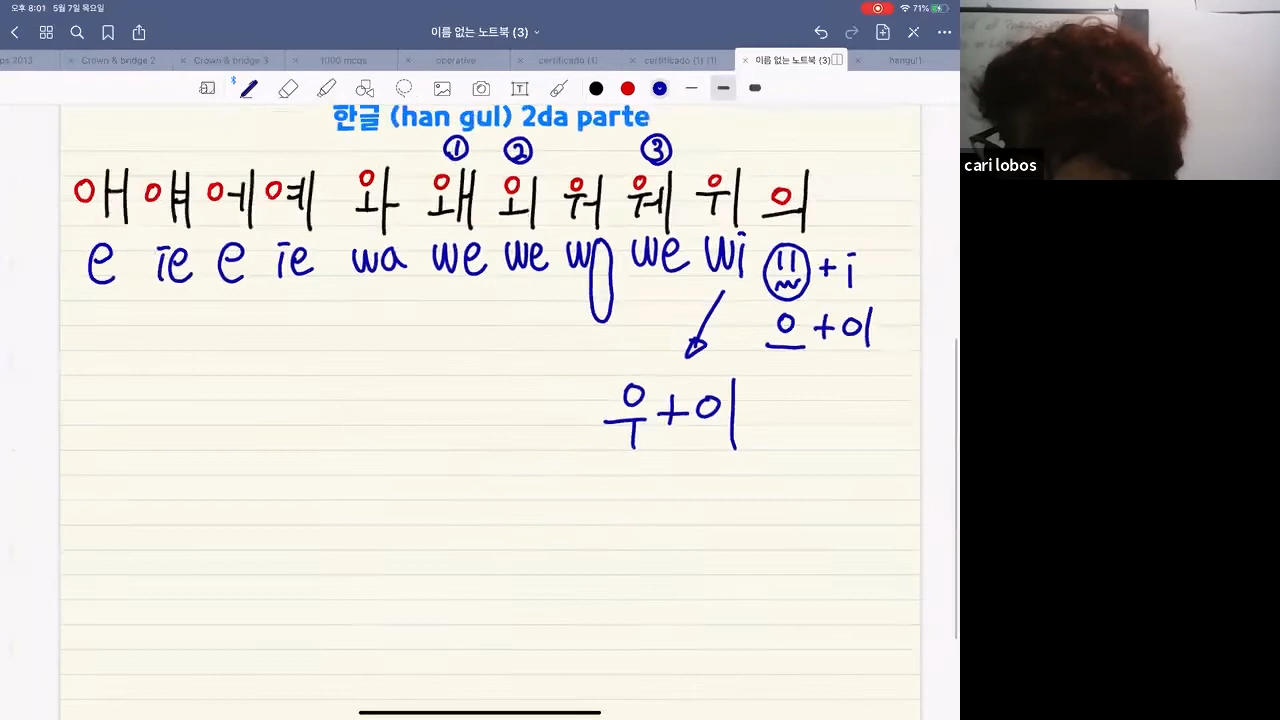 오후 8:01 5월 7일 목요일 71%
이름 없는 노트북 (3)
ps 2013 Crown & bridge 2 Crown & bridge 3 1000 mcqs operative certificado (1) certificado (1) (1) 이름 없는 노트북 (3) hangul1
한글 (han gul) 2da parte
① ② ③
애 얘 에 예 와 왜 외 워 웨 위 의
e ie e ie wa we we w we wi + i
으 + 이
우 + 이
cari lobos